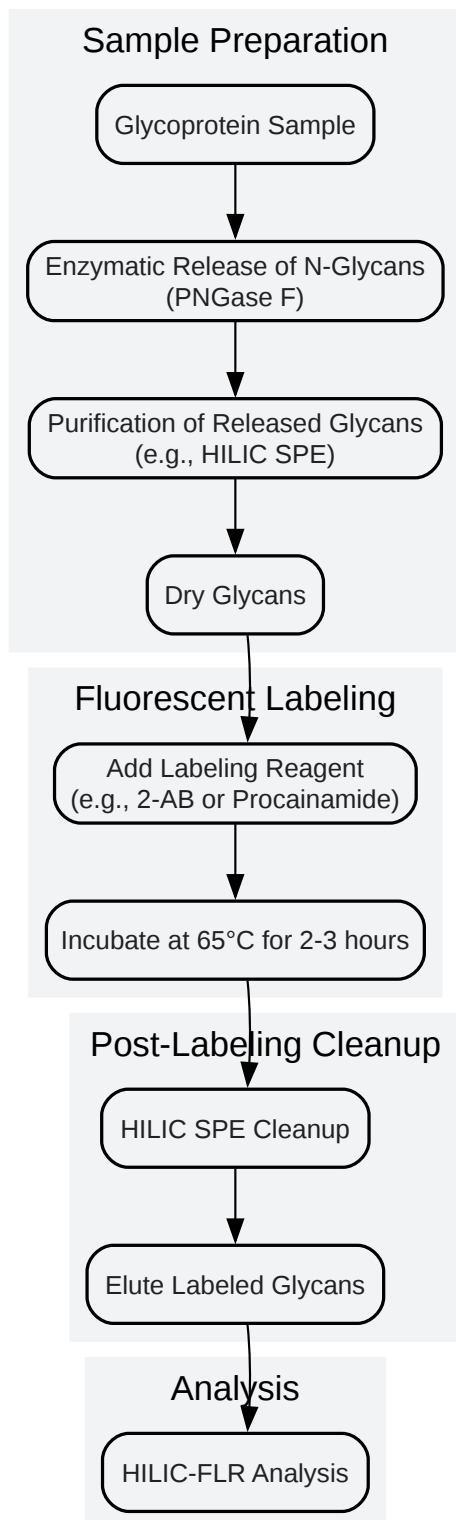 Sample Preparation
Glycoprotein Sample
Enzymatic Release of N-Glycans
(PNGase F)
Purification of Released Glycans
(e.g., HILIC SPE)
Dry Glycans
Fluorescent Labeling
Add Labeling Reagent
(e.g., 2-AB or Procainamide)
Incubate at 65°C for 2-3 hours
Post-Labeling Cleanup
HILIC SPE Cleanup
Elute Labeled Glycans
Analysis
HILIC-FLR Analysis